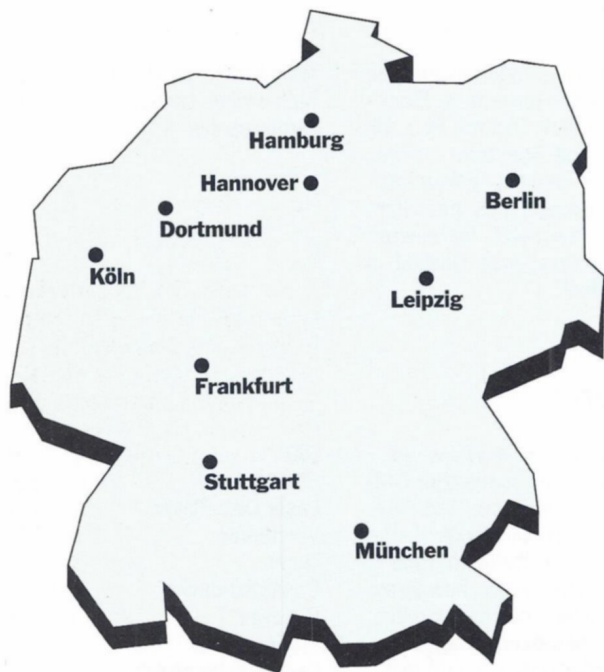 Hamburg
Hannover
Berlin
Dortmund
Köln
Leipzig
Frankfurt
Stuttgart
München